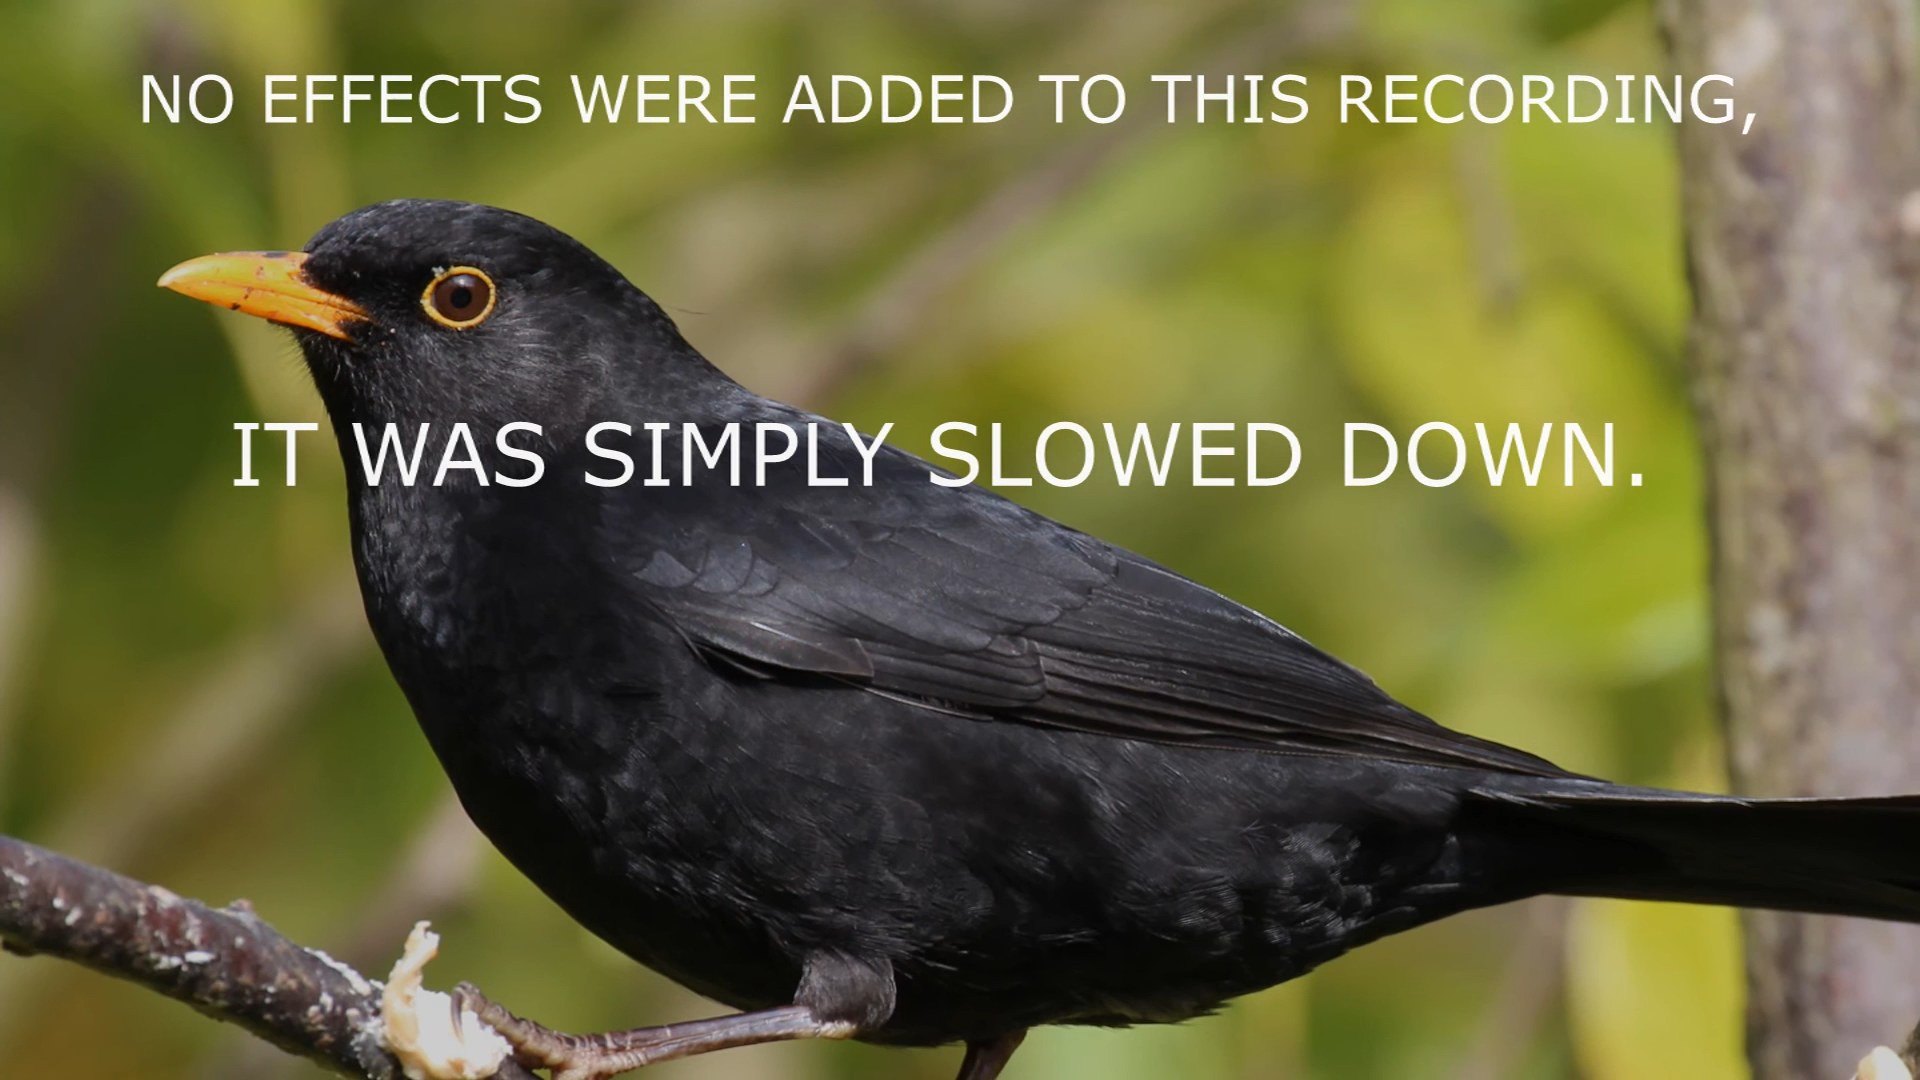 NO EFFECTS WERE ADDED TO THIS RECORDING,
IT WAS SIMPLY SLOWED DOWN.